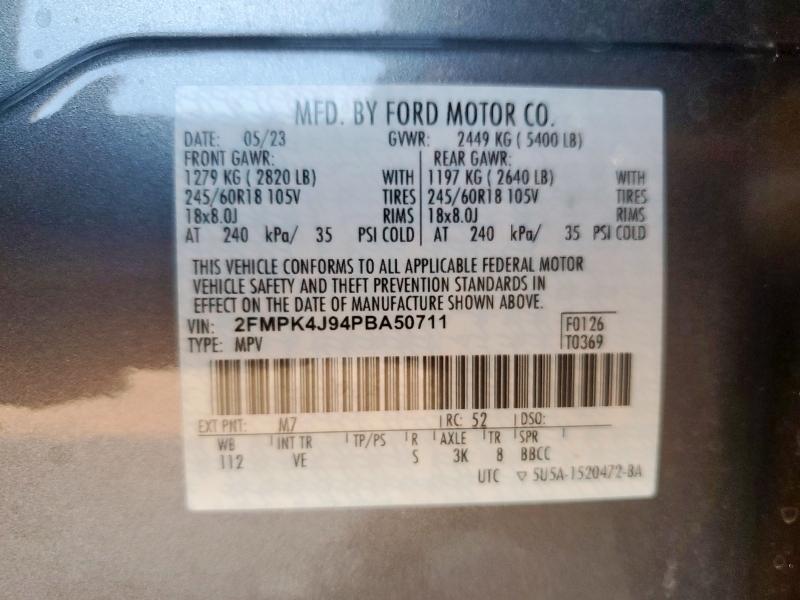 MFD. BY FORD MOTOR CO.
DATE: 05/23 GVWR: 2449 KG ( 5400 LB)
FRONT GAWR: REAR GAWR:
1279 KG ( 2820 LB) WITH 1197 KG ( 2640 LB) WITH
245/60R18 105V TIRES 245/60R18 105V TIRES
18x8.0J RIMS 18x8.0J RIMS
AT 240 kPa/ 35 PSI COLD AT 240 kPa/ 35 PSI COLD
THIS VEHICLE CONFORMS TO ALL APPLICABLE FEDERAL MOTOR
VEHICLE SAFETY AND THEFT PREVENTION STANDARDS IN
EFFECT ON THE DATE OF MANUFACTURE SHOWN ABOVE.
VIN: 2FMPK4J94PBA50711 F0126
TYPE: MPV T0369
EXT PNT: M7 RC: 52 DSO:
WB INT TR TP/PS R AXLE TR SPR
112 VE S 3K 8 BBCC
UTC ▽ 5U5A-1520472-BA